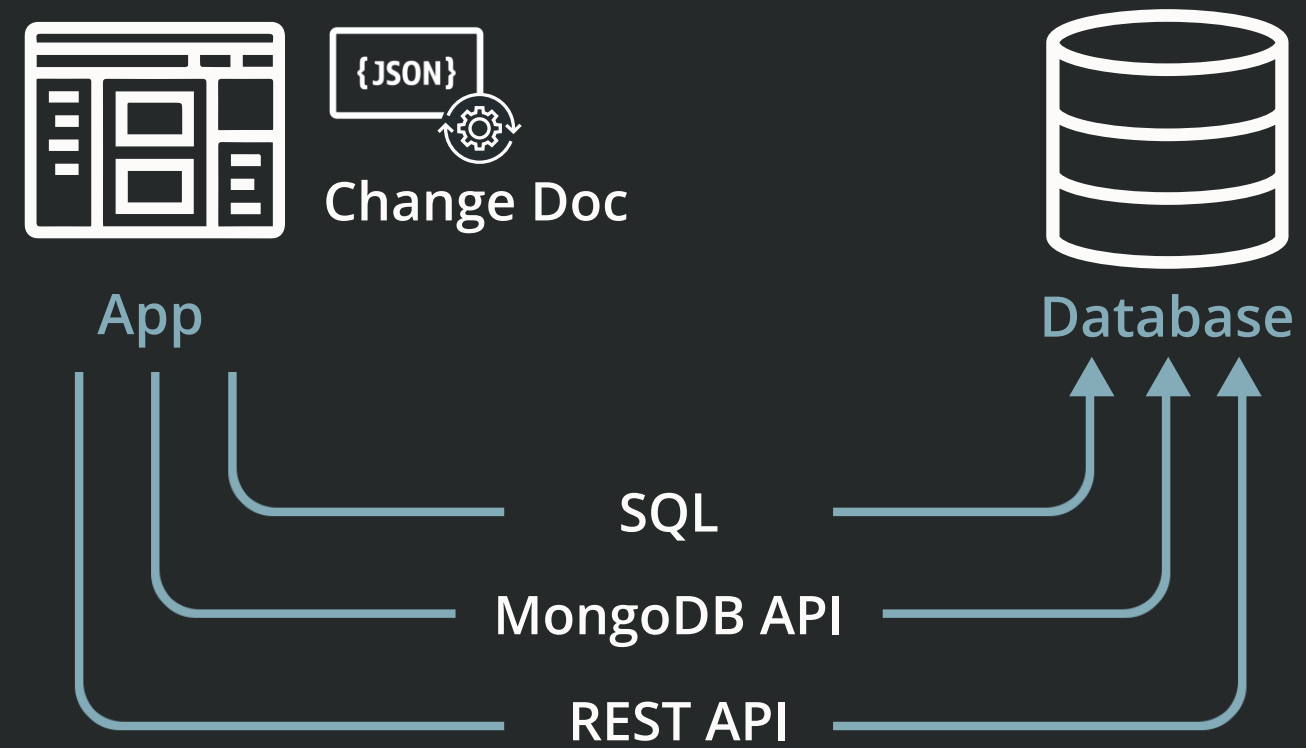 {JSON}
Change Doc
App
Database
SQL
MongoDB API
REST API